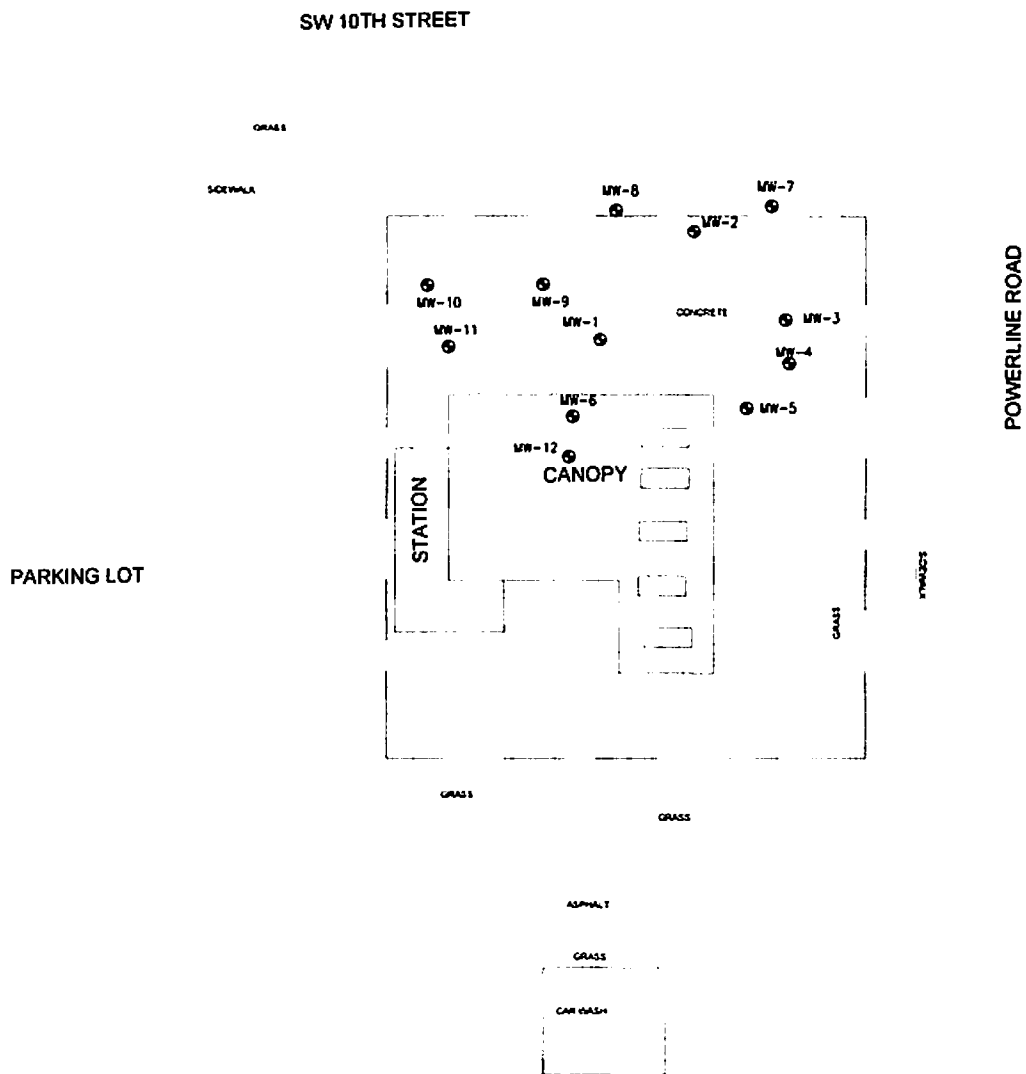 SW 10TH STREET
GRASS
SIDEWALK
MW-8
MW-7
MW-2
MW-10
MW-9
CONCRETE
MW-3
MW-11
MW-1
MW-4
MW-6
MW-5
MW-12
CANOPY
STATION
POWERLINE ROAD
PARKING LOT
SIDEWALK
GRASS
GRASS
GRASS
ASPHALT
GRASS
CAR WASH